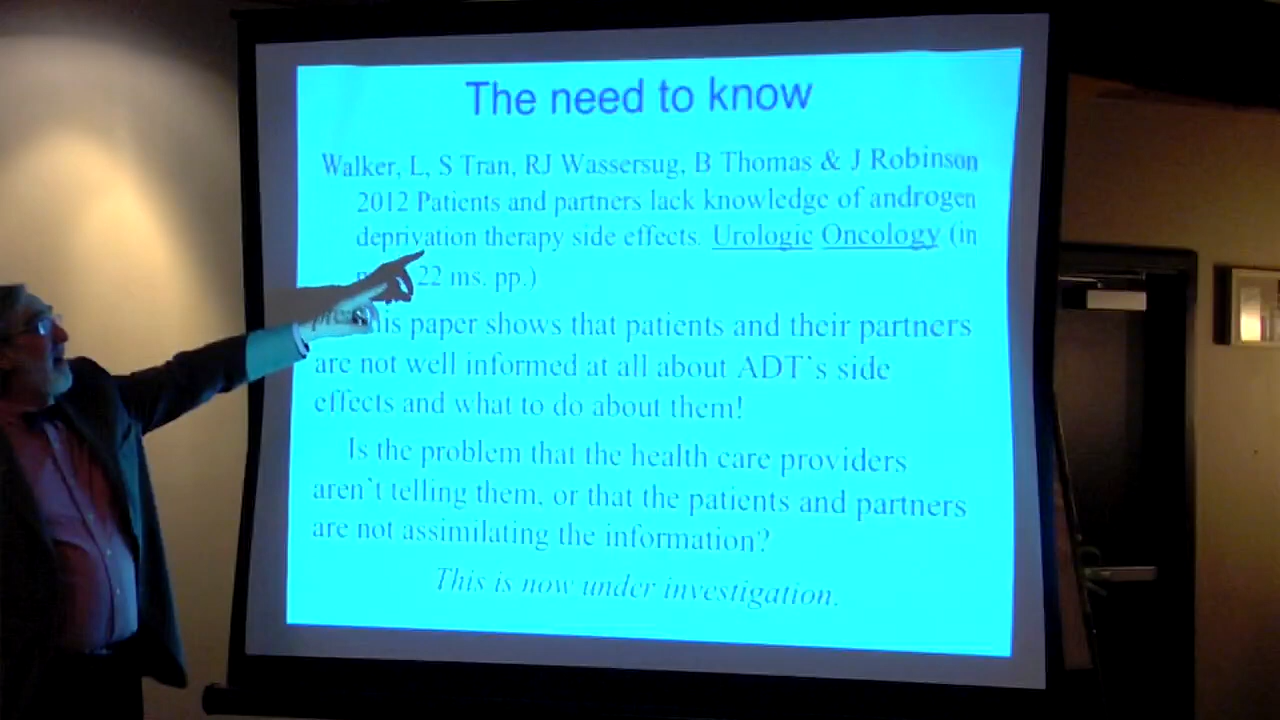 The need to know
Walker, L, S Tran, RJ Wassersug, B Thomas & J Robinson
2012 Patients and partners lack knowledge of androgen
deprivation therapy side effects. Urologic Oncology (in
22 ms. pp.)
paper shows that patients and their partners
are not well informed at all about ADT's side
effects and what to do about them!
Is the problem that the health care providers
aren't telling them, or that the patients and partners
are not assimilating the information?
This is now under investigation.